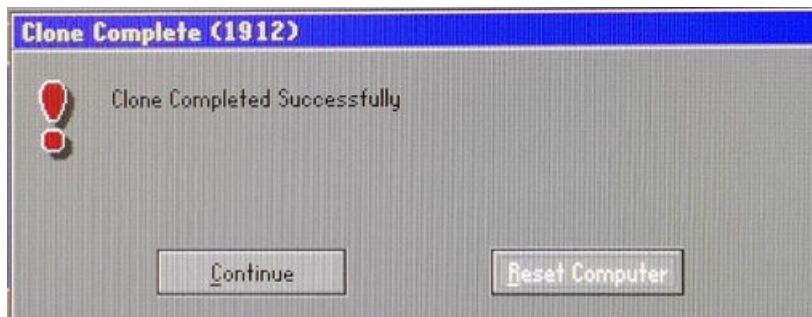 Clone Complete (1912)
Clone Completed Successfully
Continue
Reset Computer